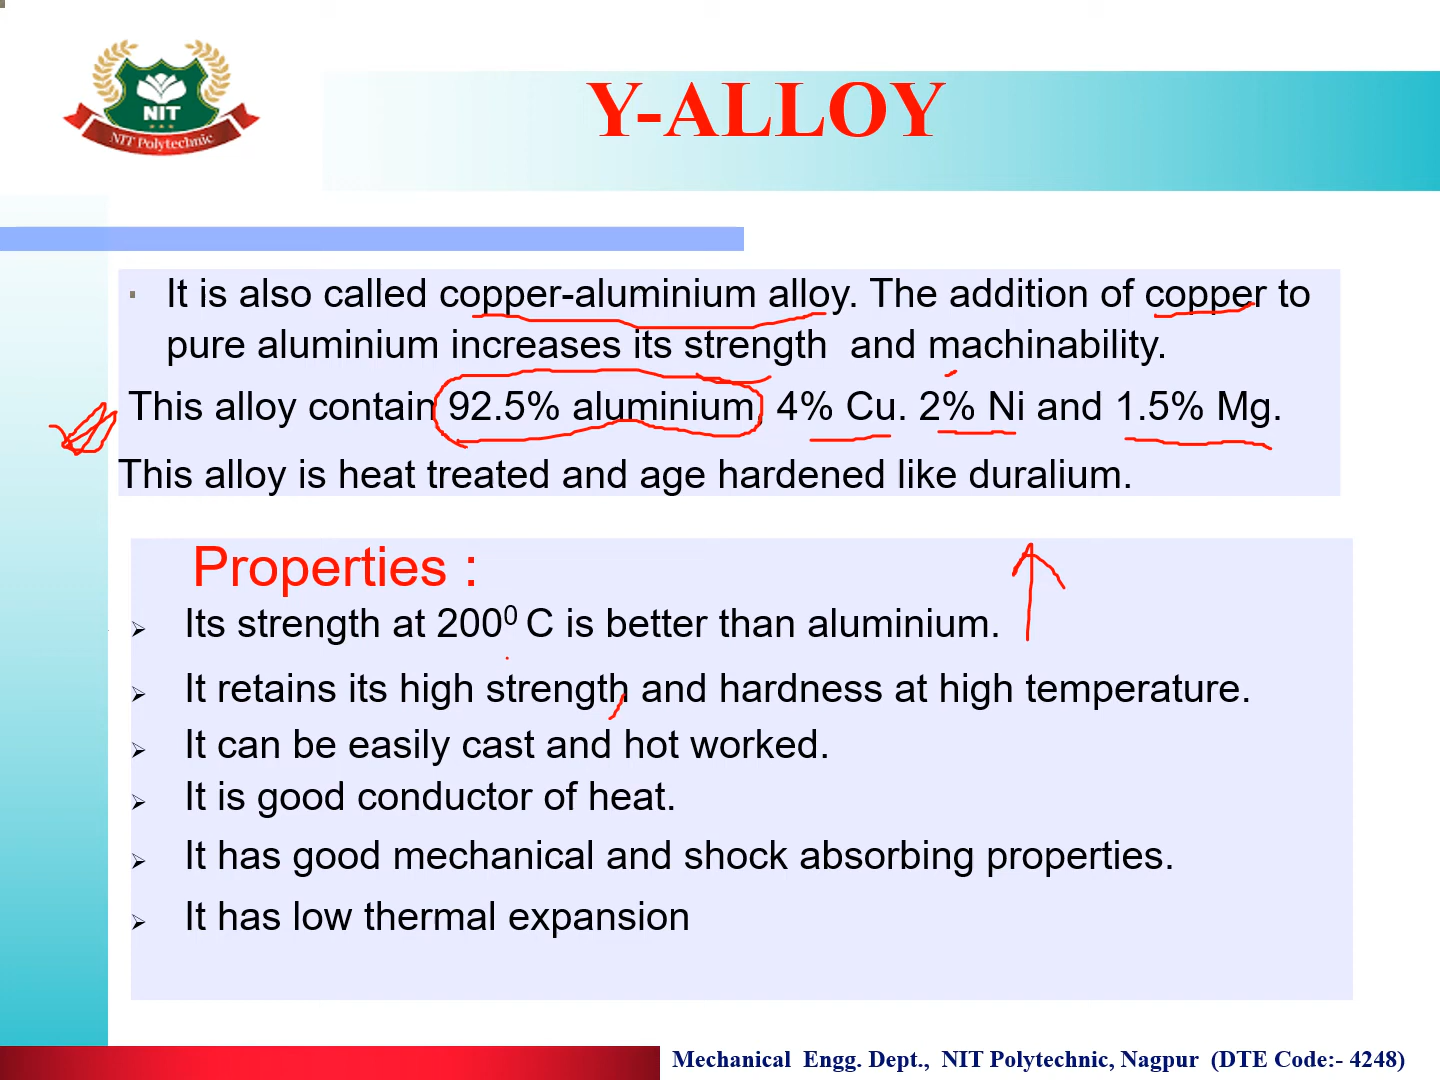 NIT
NIT Polytechnic
Y-ALLOY
It is also called copper-aluminium alloy. The addition of copper to
pure aluminium increases its strength and machinability.
This alloy contain 92.5% aluminium, 4% Cu. 2% Ni and 1.5% Mg.
This alloy is heat treated and age hardened like duralium.
Properties :
Its strength at 200⁰ C is better than aluminium.
It retains its high strength and hardness at high temperature.
It can be easily cast and hot worked.
It is good conductor of heat.
It has good mechanical and shock absorbing properties.
It has low thermal expansion
Mechanical Engg. Dept., NIT Polytechnic, Nagpur (DTE Code:- 4248)